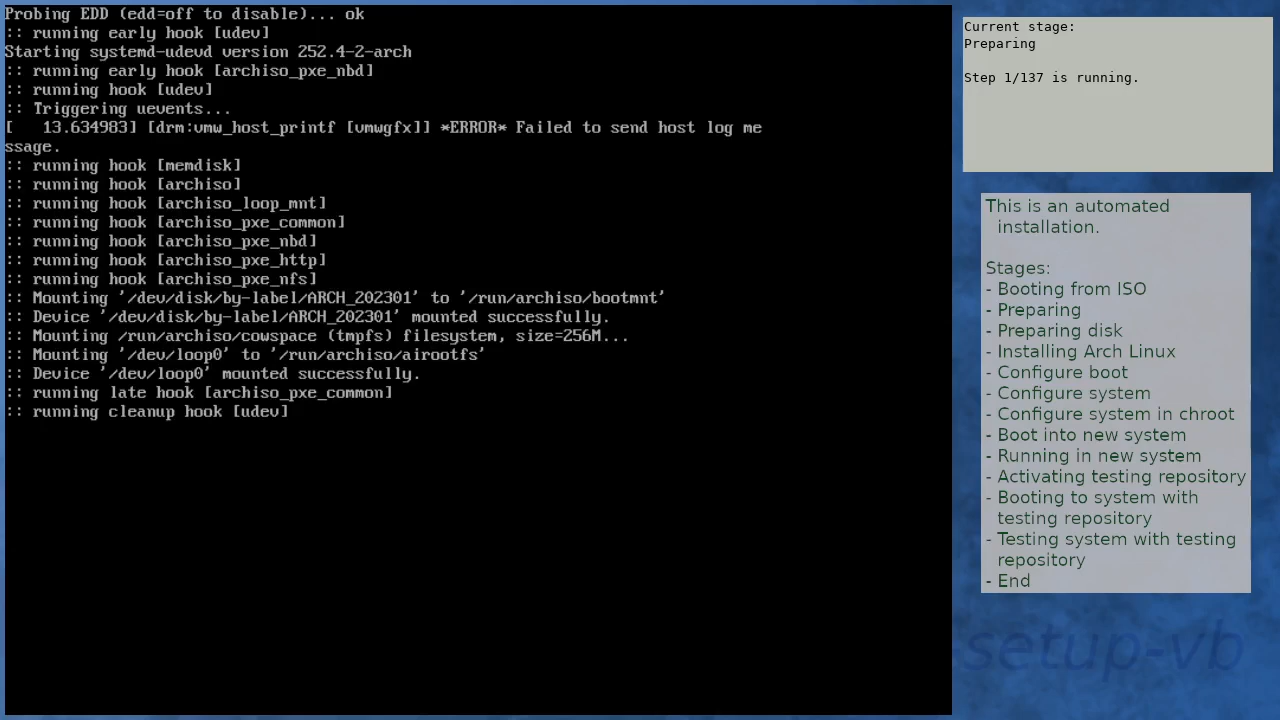 Probing EDD (edd=off to disable)... ok
:: running early hook [udev]
Starting systemd-udevd version 252.4-2-arch
:: running early hook [archiso_pxe_nbd]
:: running hook [udev]
:: Triggering uevents...
[   13.634983] [drm:vmw_host_printf [vmwgfx]] *ERROR* Failed to send host log me
ssage.
:: running hook [memdisk]
:: running hook [archiso]
:: running hook [archiso_loop_mnt]
:: running hook [archiso_pxe_common]
:: running hook [archiso_pxe_nbd]
:: running hook [archiso_pxe_http]
:: running hook [archiso_pxe_nfs]
:: Mounting '/dev/disk/by-label/ARCH_202301' to '/run/archiso/bootmnt'
:: Device '/dev/disk/by-label/ARCH_202301' mounted successfully.
:: Mounting /run/archiso/cowspace (tmpfs) filesystem, size=256M...
:: Mounting '/dev/loop0' to '/run/archiso/airootfs'
:: Device '/dev/loop0' mounted successfully.
:: running late hook [archiso_pxe_common]
:: running cleanup hook [udev]
Current stage:
Preparing
Step 1/137 is running.
This is an automated
installation.
Stages:
- Booting from ISO
- Preparing
- Preparing disk
- Installing Arch Linux
- Configure boot
- Configure system
- Configure system in chroot
- Boot into new system
- Running in new system
- Activating testing repository
- Booting to system with
testing repository
- Testing system with testing
repository
- End
setup-vb